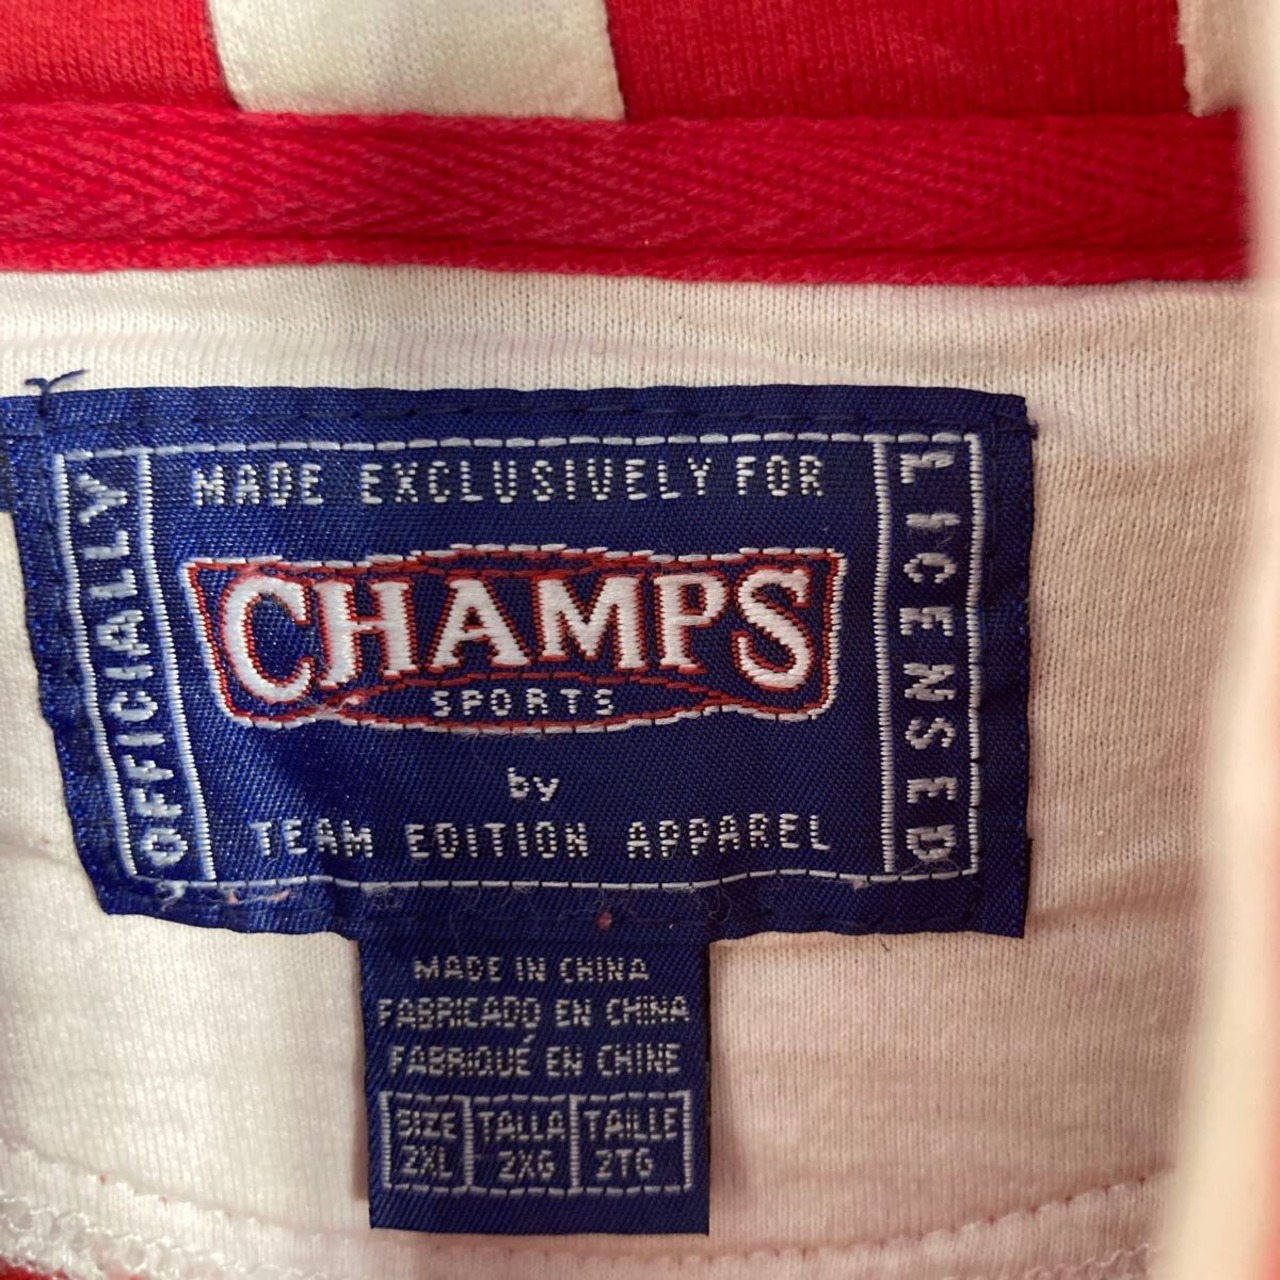 OFFICIALLY
MADE EXCLUSIVELY FOR
CHAMPS
SPORTS
by
TEAM EDITION APPAREL
LICENSED
MADE IN CHINA
FABRICADO EN CHINA
FABRIQUÉ EN CHINE
SIZE TALLA TAILLE
2XL 2XG 2TG